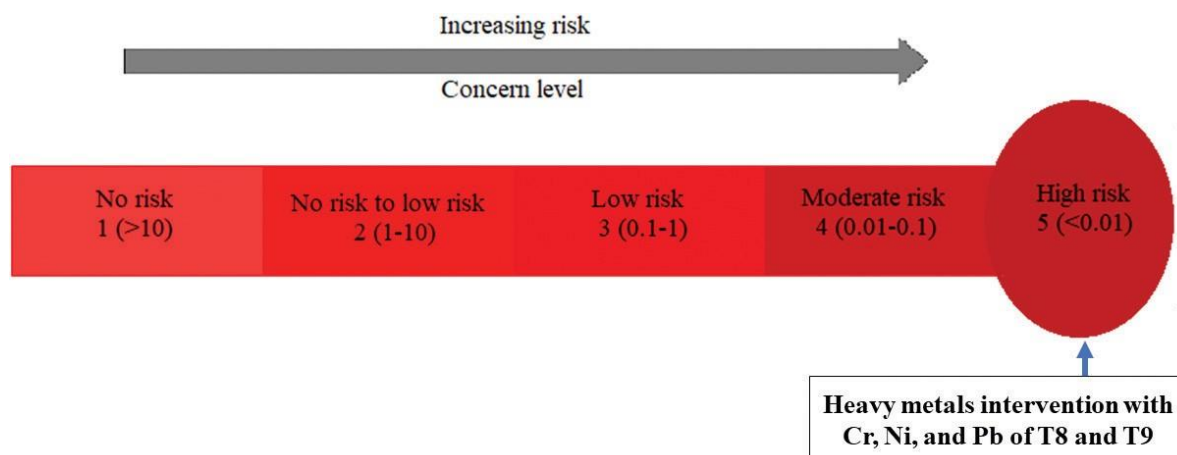 Increasing risk
Concern level
No risk
1 (>10)
No risk to low risk
2 (1-10)
Low risk
3 (0.1-1)
Moderate risk
4 (0.01-0.1)
High risk
5 (<0.01)
Heavy metals intervention with
Cr, Ni, and Pb of T8 and T9